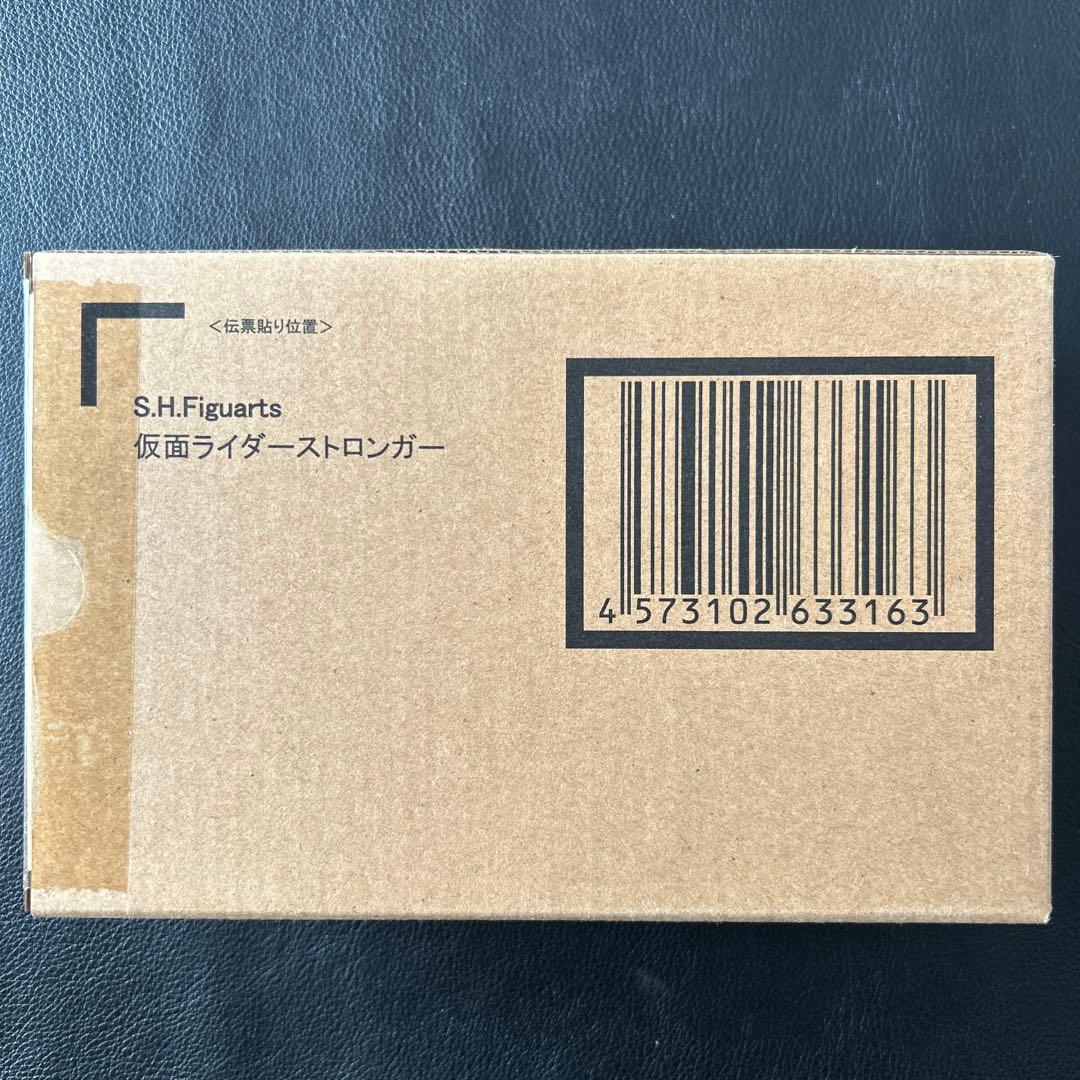 ＜伝票貼り位置＞
S.H.Figuarts
仮面ライダーストロンガー
4 573102 633163